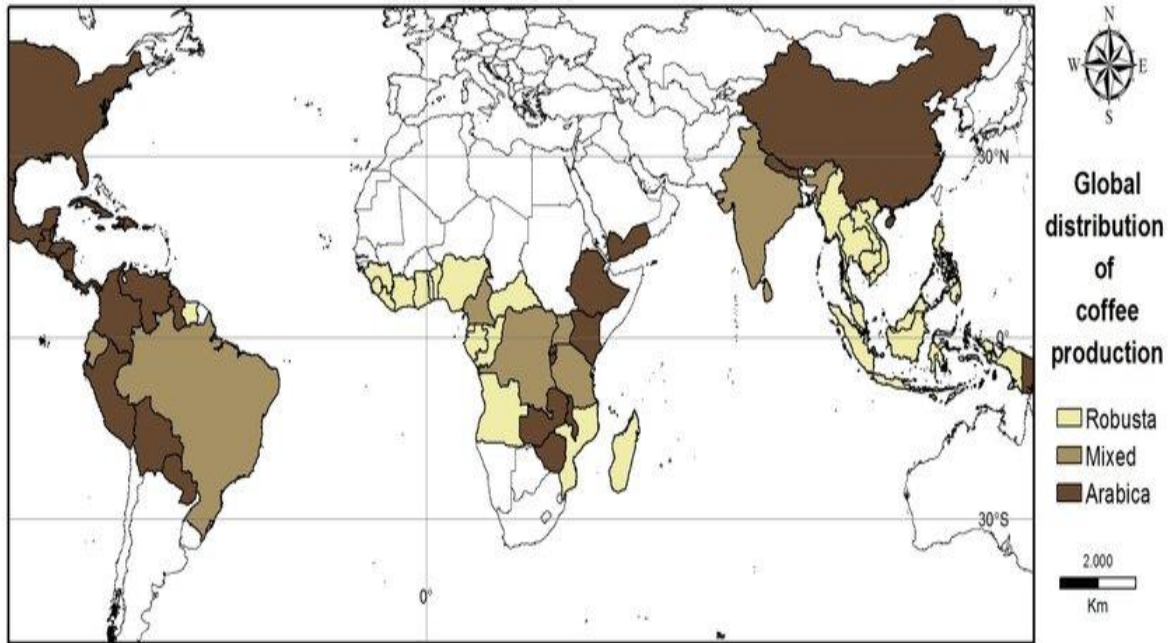 N
W E
S
30°N
Global
distribution
of
coffee
production
0°
Robusta
Mixed
Arabica
30°S
2.000
Km
0°